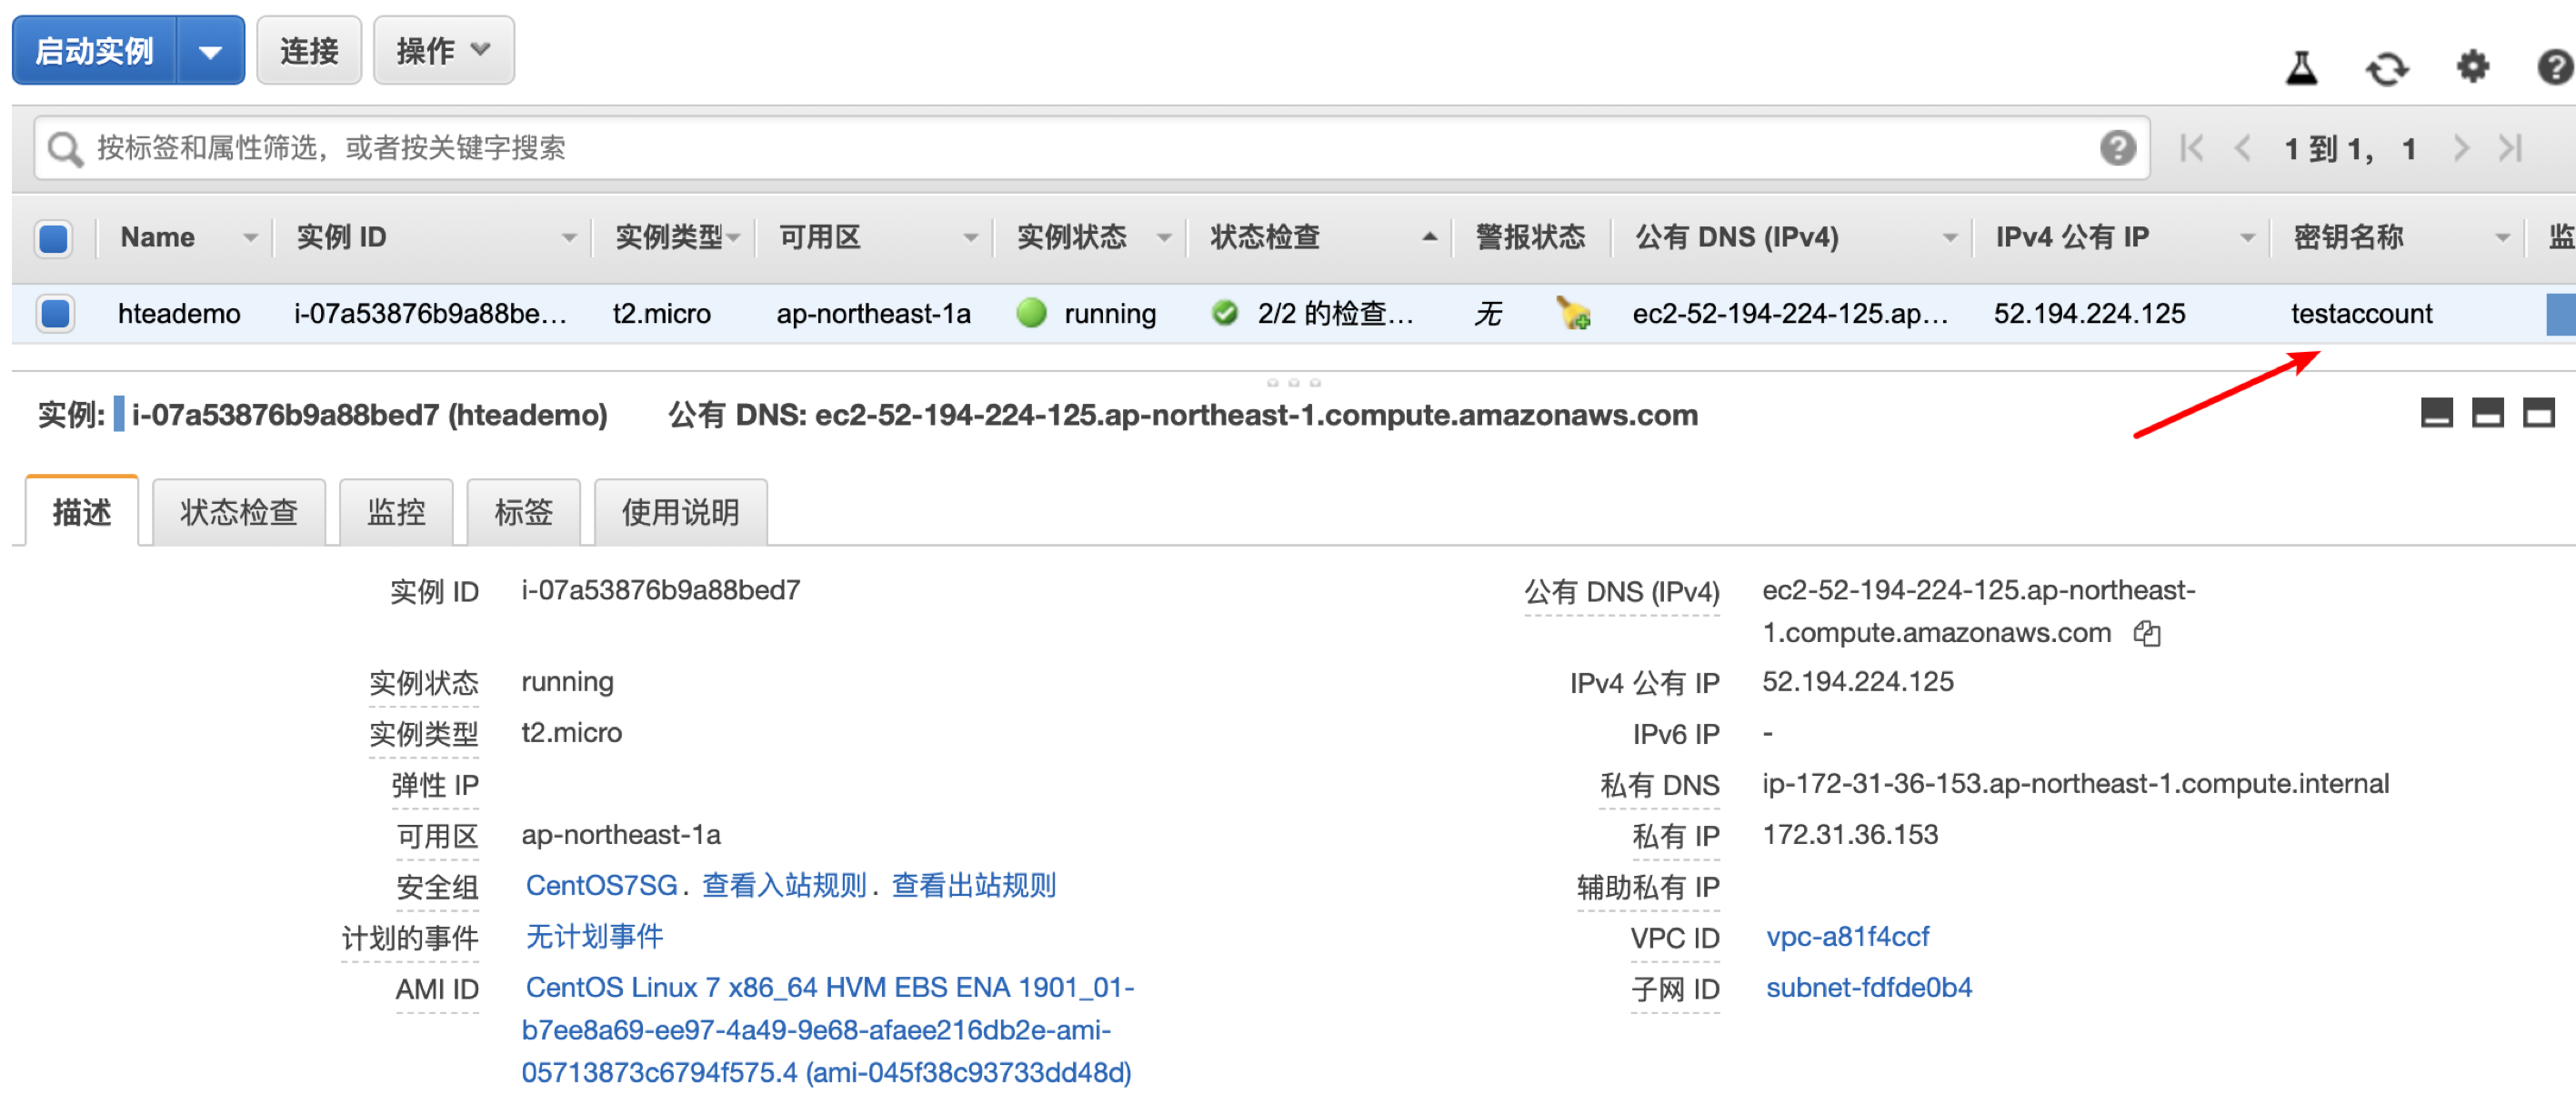 启动实例 连接 操作
按标签和属性筛选，或者按关键字搜索 1 到 1， 1
Name 实例 ID 实例类型 可用区 实例状态 状态检查 警报状态 公有 DNS (IPv4) IPv4 公有 IP 密钥名称 监
hteademo i-07a53876b9a88be… t2.micro ap-northeast-1a running 2/2 的检查… 无 ec2-52-194-224-125.ap… 52.194.224.125 testaccount
实例: i-07a53876b9a88bed7 (hteademo) 公有 DNS: ec2-52-194-224-125.ap-northeast-1.compute.amazonaws.com
描述 状态检查 监控 标签 使用说明
实例 ID i-07a53876b9a88bed7 公有 DNS (IPv4) ec2-52-194-224-125.ap-northeast-
1.compute.amazonaws.com
实例状态 running IPv4 公有 IP 52.194.224.125
实例类型 t2.micro IPv6 IP -
弹性 IP 私有 DNS ip-172-31-36-153.ap-northeast-1.compute.internal
可用区 ap-northeast-1a 私有 IP 172.31.36.153
安全组 CentOS7SG. 查看入站规则. 查看出站规则 辅助私有 IP
计划的事件 无计划事件 VPC ID vpc-a81f4ccf
AMI ID CentOS Linux 7 x86_64 HVM EBS ENA 1901_01- 子网 ID subnet-fdfde0b4
b7ee8a69-ee97-4a49-9e68-afaee216db2e-ami-
05713873c6794f575.4 (ami-045f38c93733dd48d)